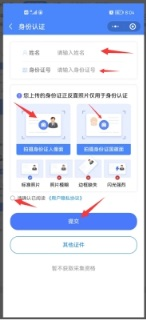 身份认证
姓名 请输入姓名
身份证号 请输入身份证号
您上传的身份证正反面照片仅用于身份认证
拍摄身份证人像面 拍摄身份证国徽面
标准照片 照片模糊 边框缺失 闪光强烈
提交
其他证件